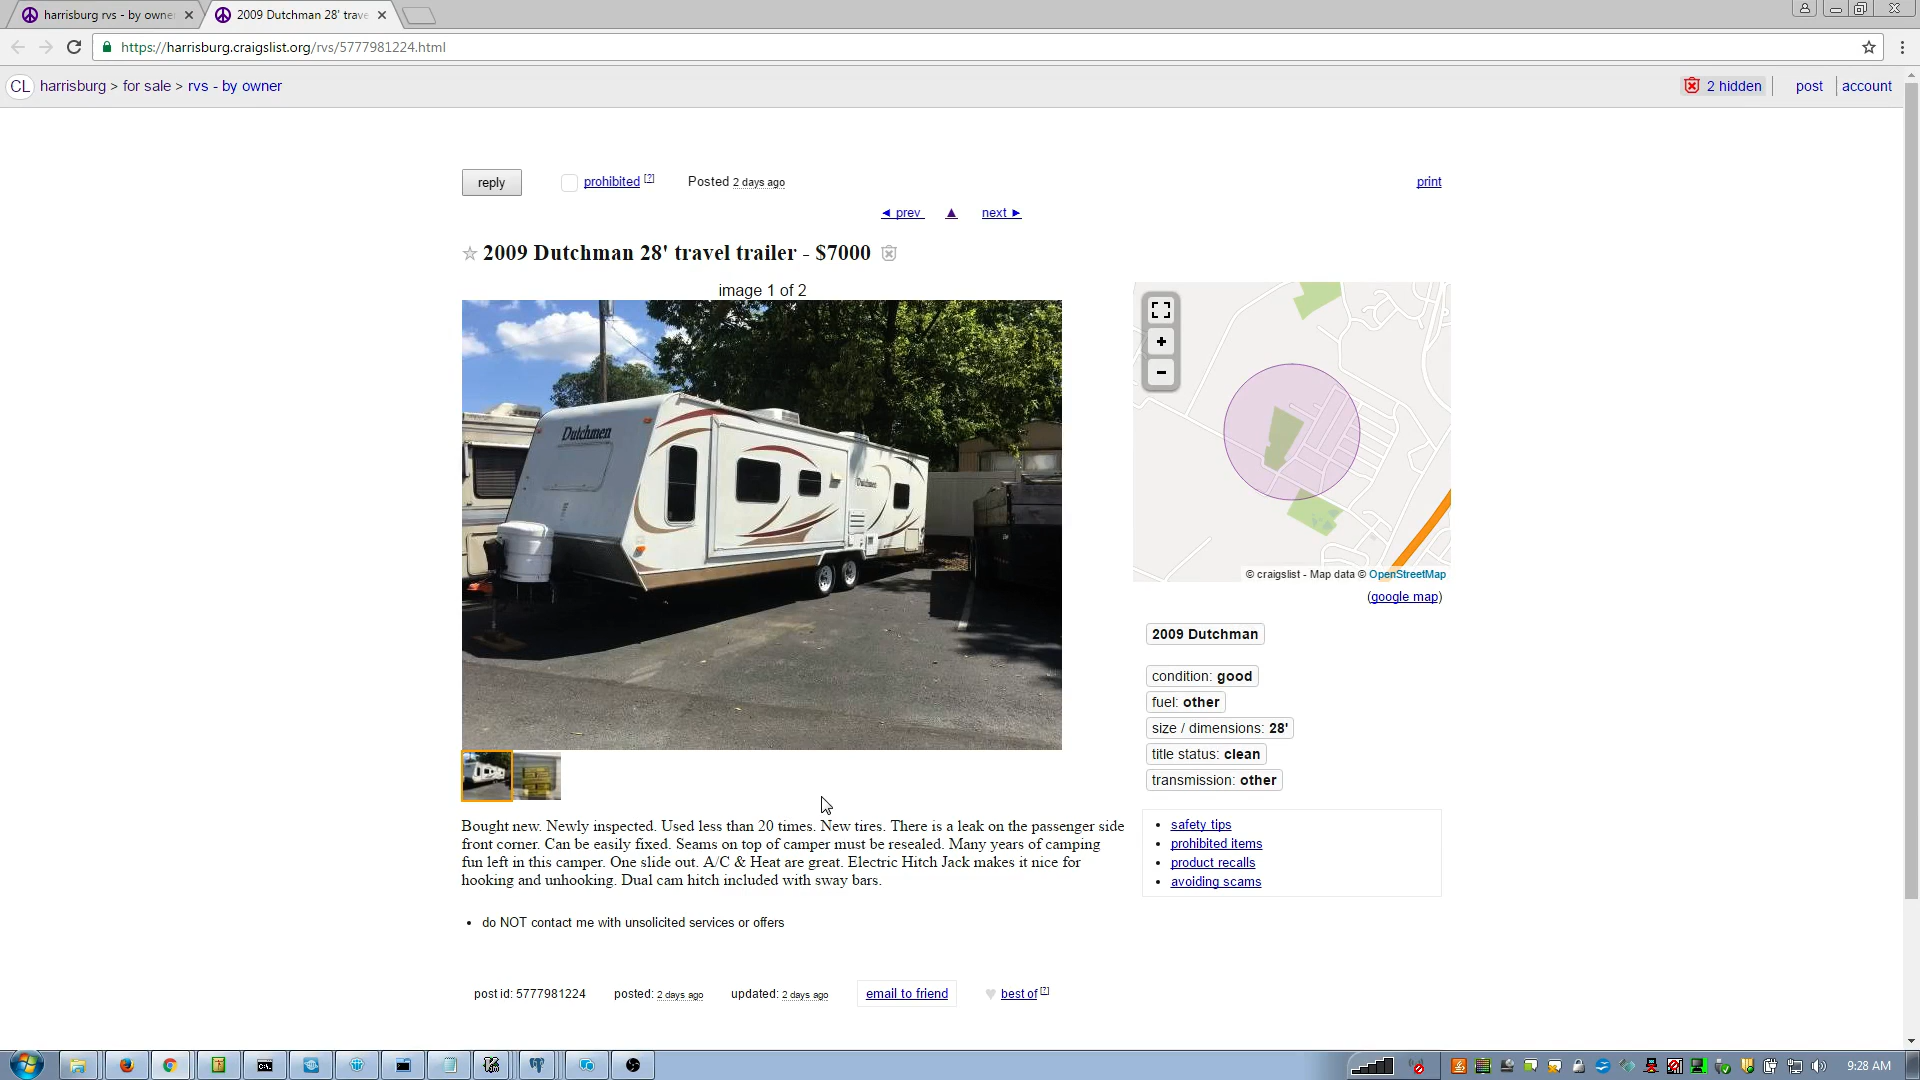 harrisburg rvs - by owne
2009 Dutchman 28' trave
https://harrisburg.craigslist.org/rvs/5777981224.html
CL harrisburg > for sale > rvs - by owner
2 hidden
post
account
reply
prohibited [?]
Posted 2 days ago
print
◄ prev
▲
next ►
☆ 2009 Dutchman 28' travel trailer - $7000
image 1 of 2
Dutchmen
Dutchmen
+
-
© craigslist - Map data © OpenStreetMap
(google map)
2009 Dutchman
condition: good
fuel: other
size / dimensions: 28'
title status: clean
transmission: other
• safety tips
• prohibited items
• product recalls
• avoiding scams
Bought new. Newly inspected. Used less than 20 times. New tires. There is a leak on the passenger side
front corner. Can be easily fixed. Seams on top of camper must be resealed. Many years of camping
fun left in this camper. One slide out. A/C & Heat are great. Electric Hitch Jack makes it nice for
hooking and unhooking. Dual cam hitch included with sway bars.
• do NOT contact me with unsolicited services or offers
post id: 5777981224
posted: 2 days ago
updated: 2 days ago
email to friend
♥ best of [?]
9:28 AM